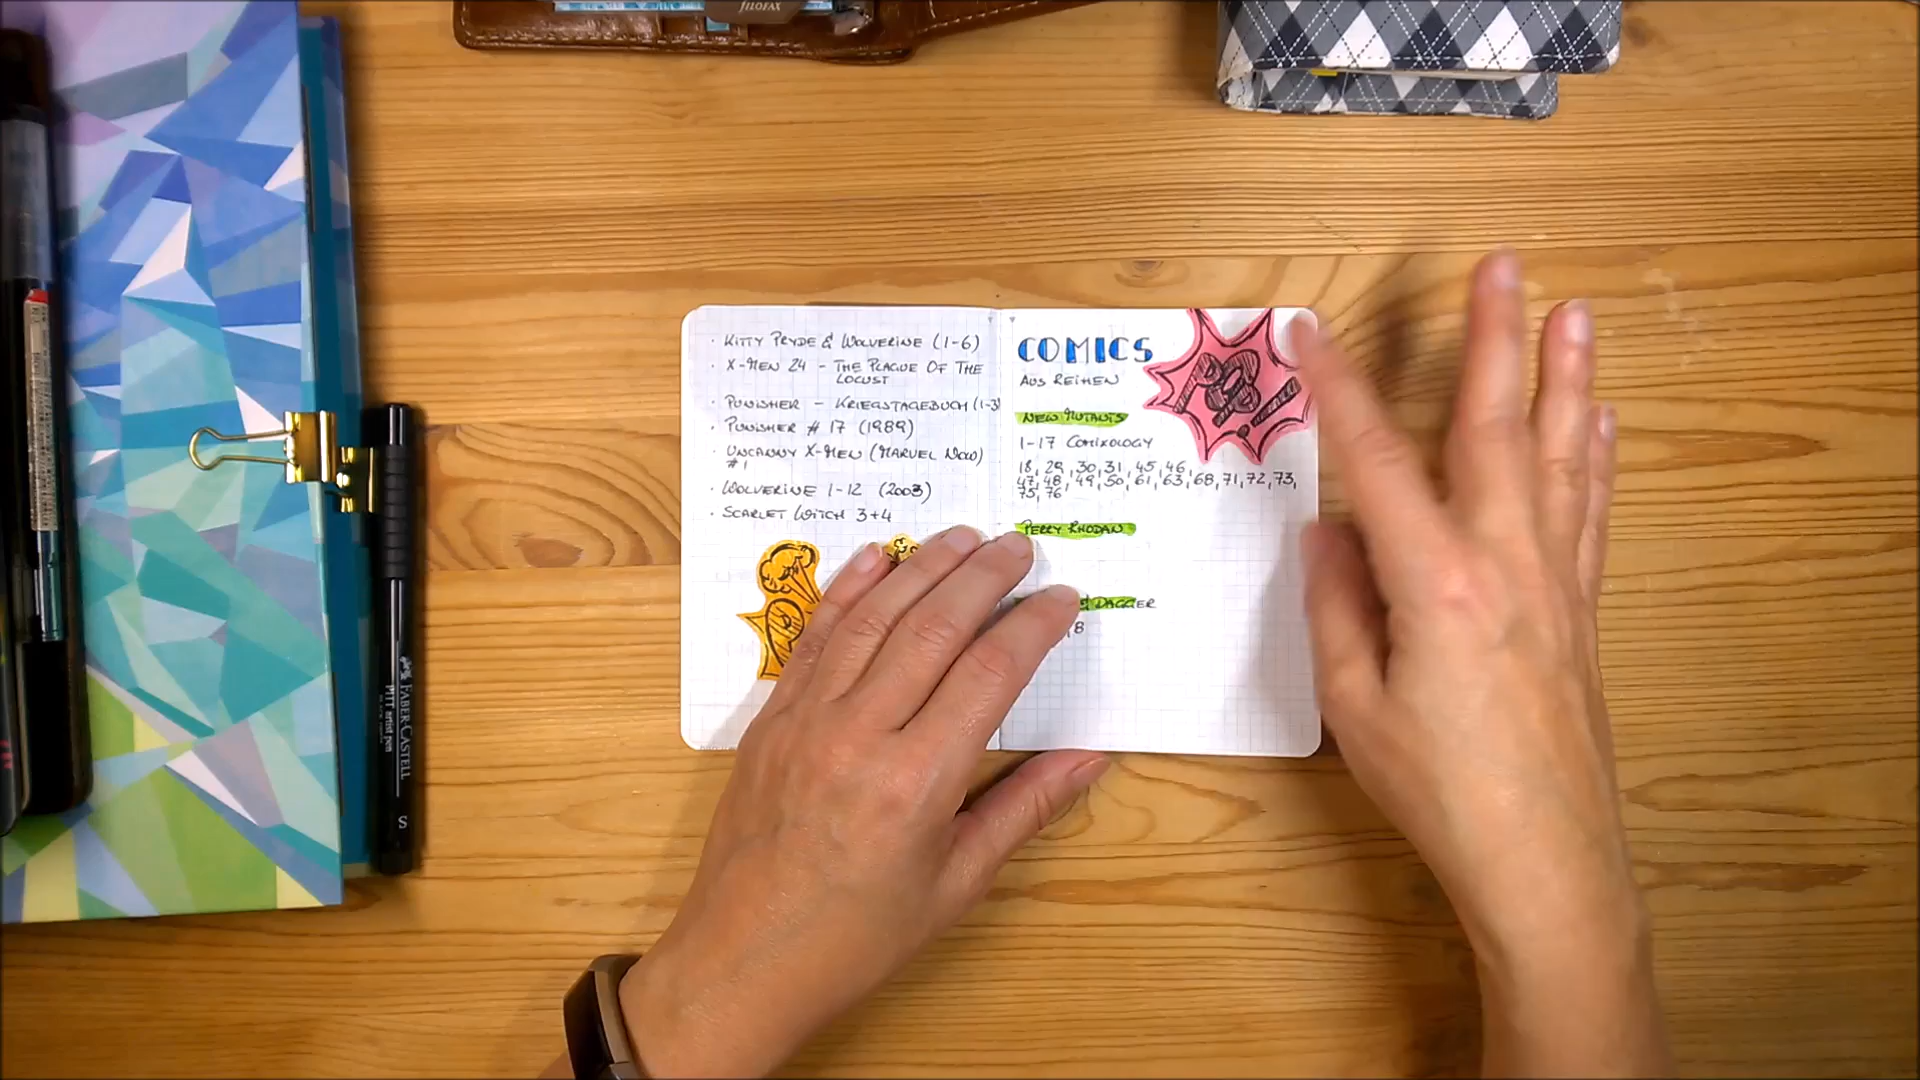 FILOFAX
· KITTY PRYDE & WOLVERINE (1-6)
· X-MEN 24 - THE PLAGUE OF THE
LOCUST
· PUNISHER - KRIEGSTAGEBUCH (1-3)
· PUNISHER # 17 (1989)
· UNCANNY X-MEN (MARVEL NOW)
#1
· WOLVERINE 1-12 (2003)
· SCARLET WITCH 3+4
COMICS
AUS REIHEN
NEW MUTANTS
1-17 COMIXOLOGY
18, 29, 30, 31, 45, 46,
47, 48, 49, 50, 61, 63, 68, 71, 72, 73,
75, 76
PERRY RHODAN
& DAGGER
, 8
FABER-CASTELL
PITT artist pen
S